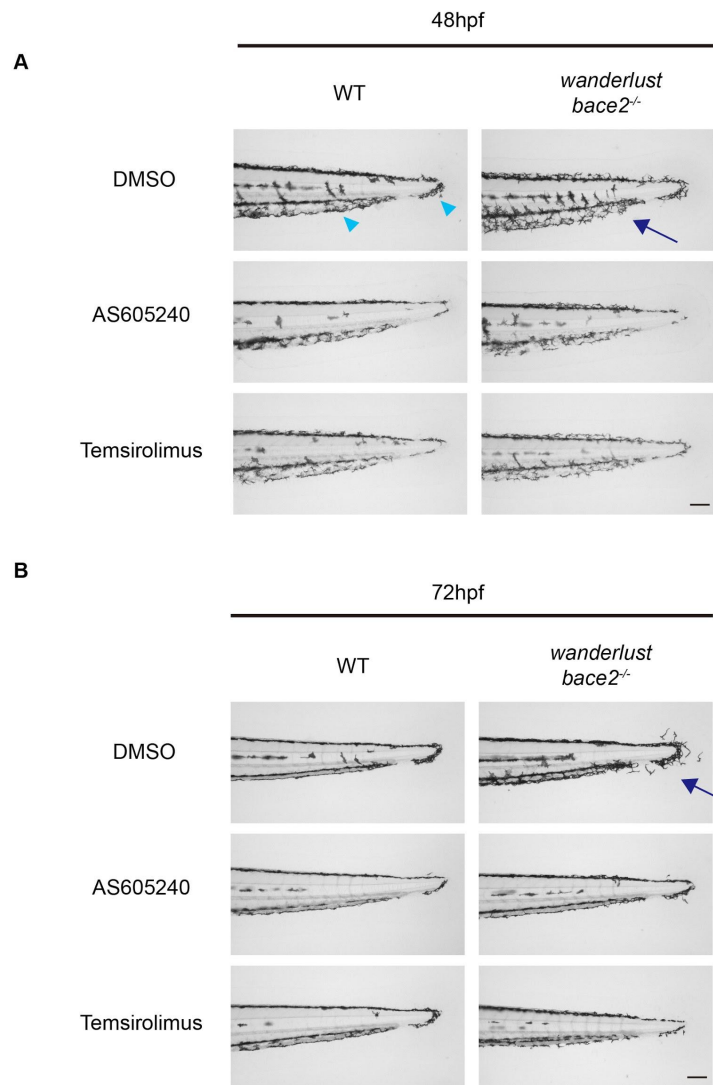 48hpf
A
WT
wanderlust
bace2-/-
DMSO
AS605240
Temsirolimus
B
72hpf
WT
wanderlust
bace2-/-
DMSO
AS605240
Temsirolimus